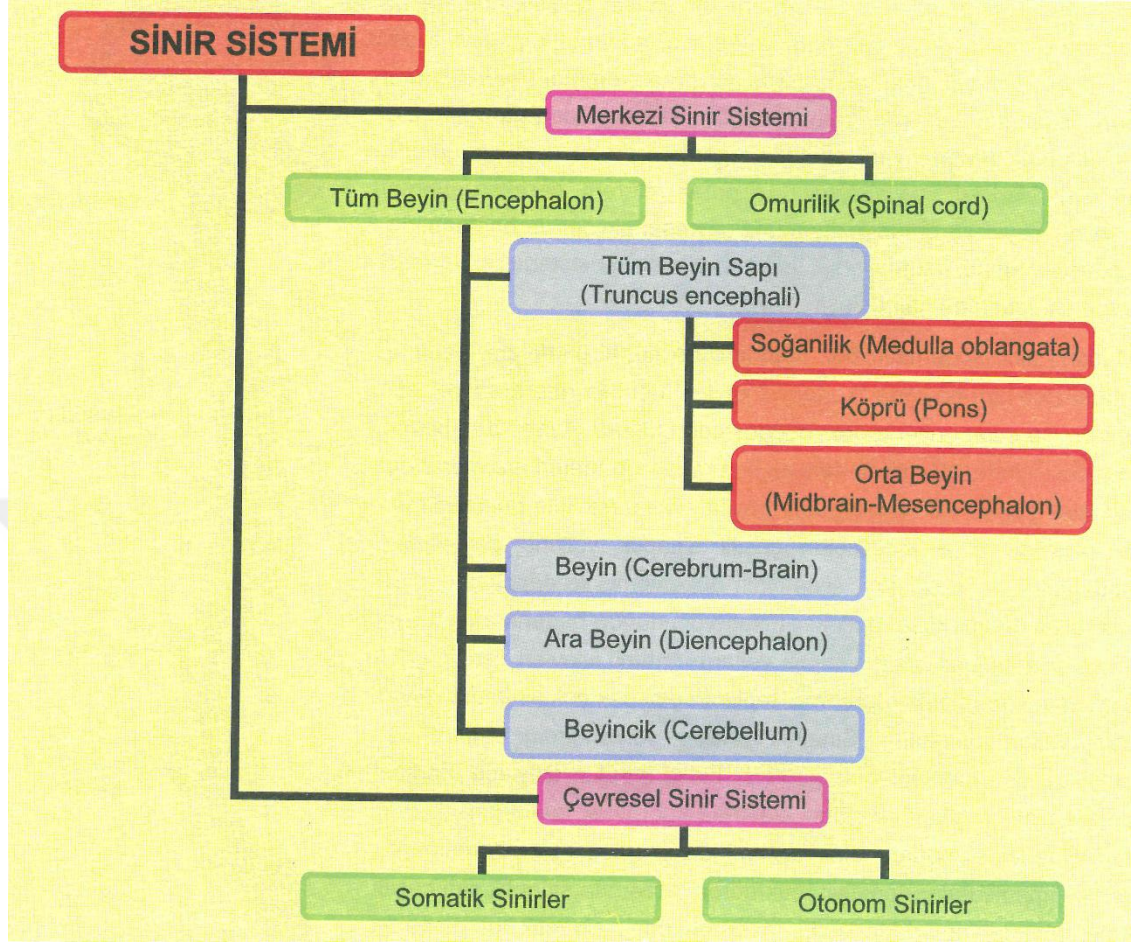 SİNİR SİSTEMİ
Merkezi Sinir Sistemi
Tüm Beyin (Encephalon)
Omurilik (Spinal cord)
Tüm Beyin Sapı
(Truncus encephali)
Soğanilik (Medulla oblangata)
Köprü (Pons)
Orta Beyin
(Midbrain-Mesencephalon)
Beyin (Cerebrum-Brain)
Ara Beyin (Diencephalon)
Beyincik (Cerebellum)
Çevresel Sinir Sistemi
Somatik Sinirler
Otonom Sinirler